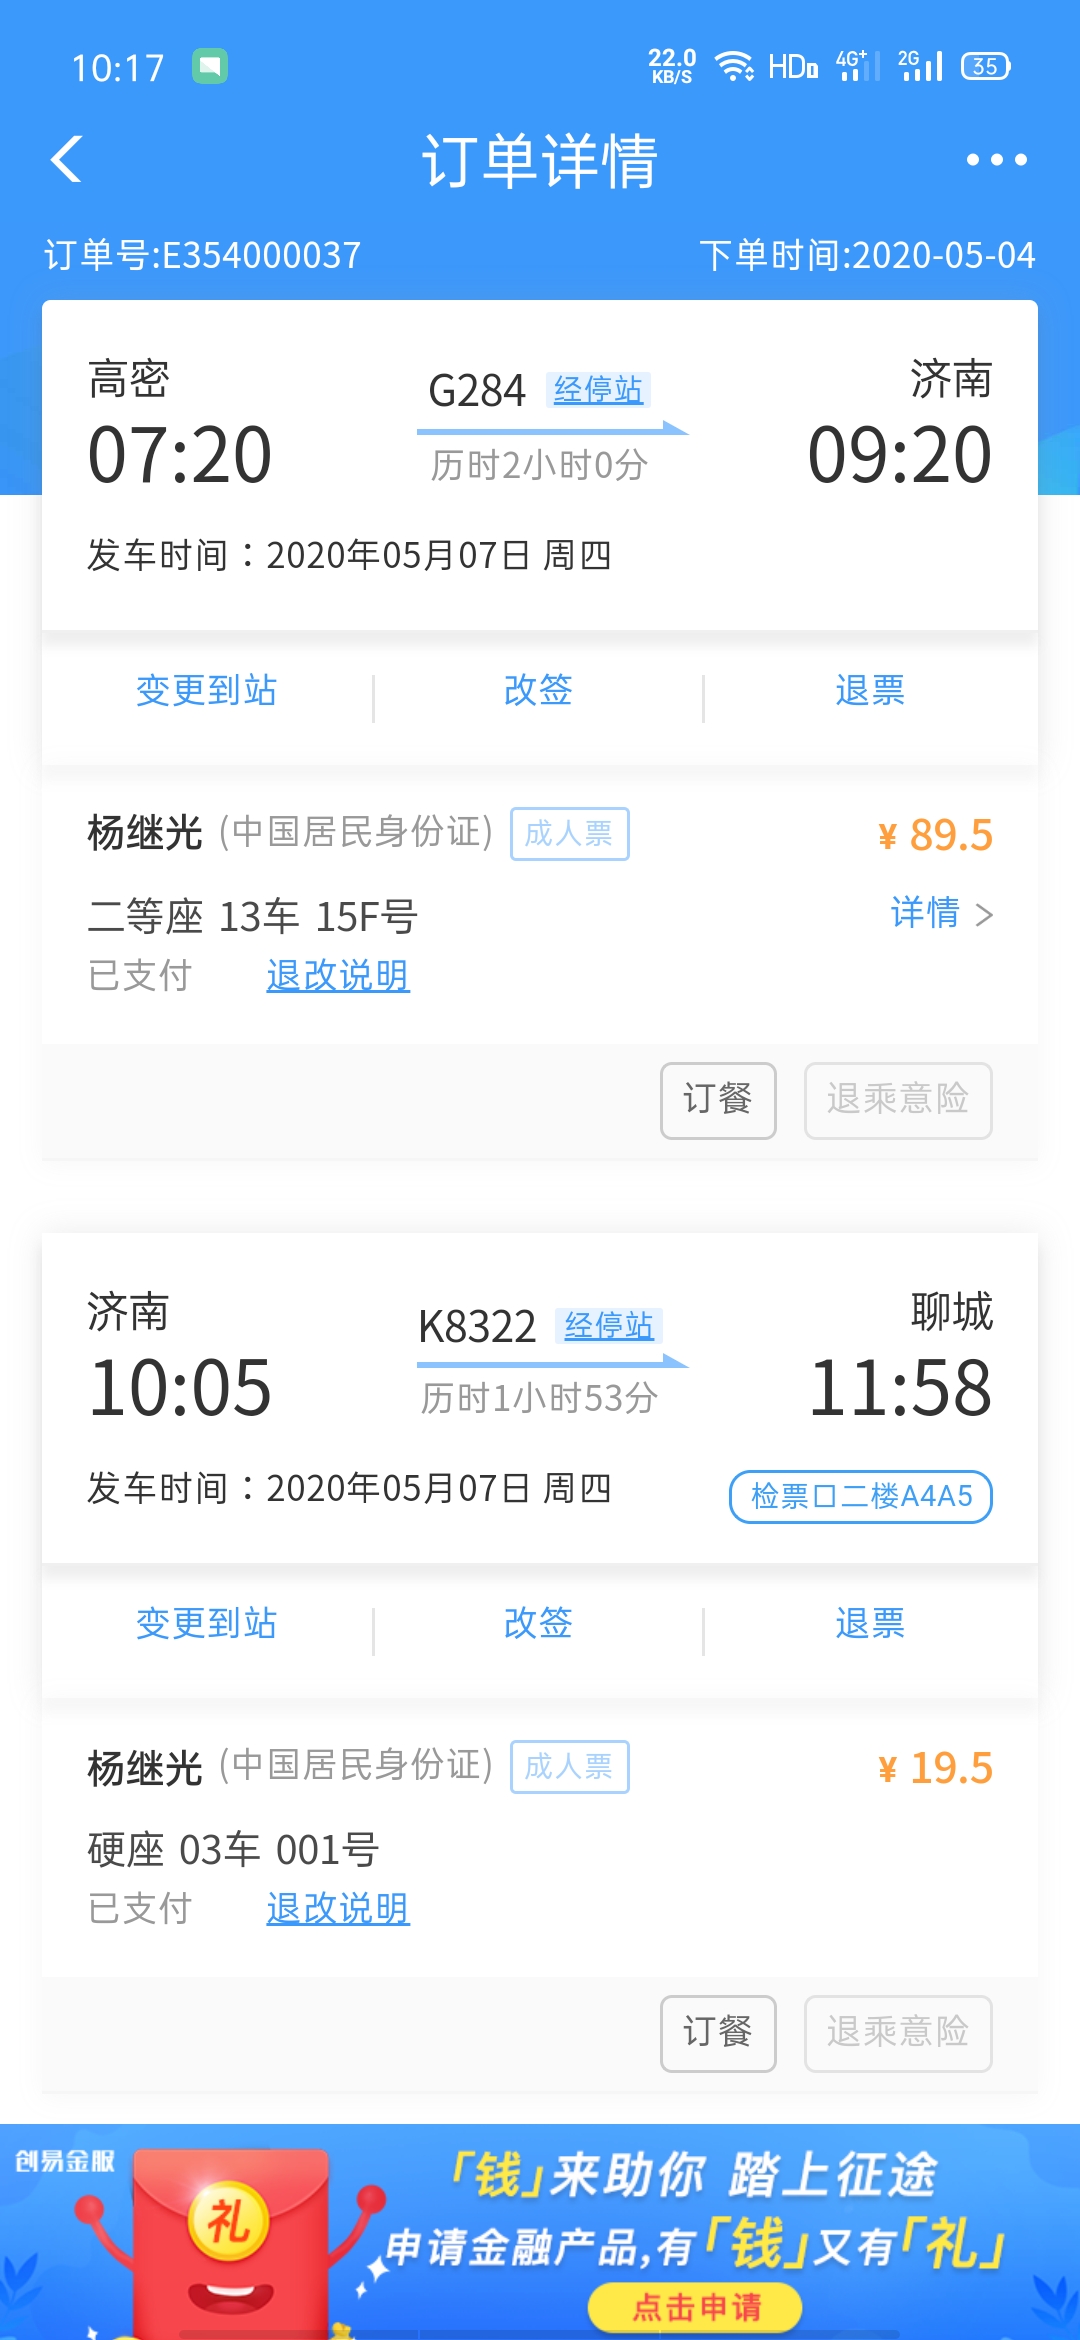 10:17 22.0 KB/S HD 4G+ 2G 35
订单详情
订单号:E354000037 下单时间:2020-05-04
高密 G284 经停站 济南
07:20 历时2小时0分 09:20
发车时间：2020年05月07日 周四
变更到站 改签 退票
杨继光 (中国居民身份证) 成人票 ¥ 89.5
二等座 13车 15F号 详情
已支付 退改说明
订餐 退乘意险
济南 K8322 经停站 聊城
10:05 历时1小时53分 11:58
发车时间：2020年05月07日 周四 检票口二楼A4A5
变更到站 改签 退票
杨继光 (中国居民身份证) 成人票 ¥ 19.5
硬座 03车 001号
已支付 退改说明
订餐 退乘意险
创易金服
「钱」来助你 踏上征途
礼
申请金融产品,有「钱」又有「礼」
点击申请